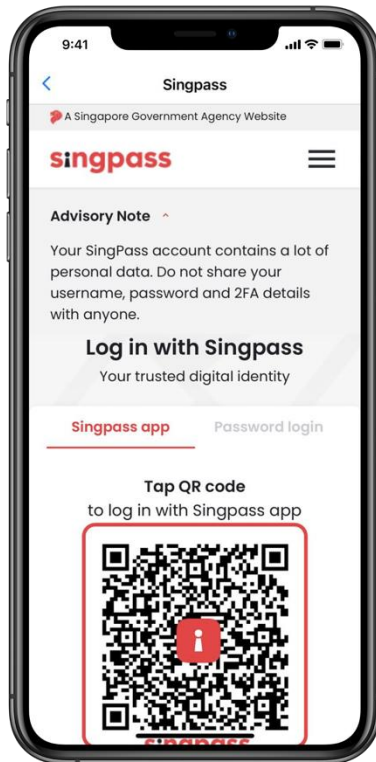 9:41
Singpass
A Singapore Government Agency Website
singpass
Advisory Note
Your SingPass account contains a lot of
personal data. Do not share your
username, password and 2FA details
with anyone.
Log in with Singpass
Your trusted digital identity
Singpass app Password login
Tap QR code
to log in with Singpass app
singpass